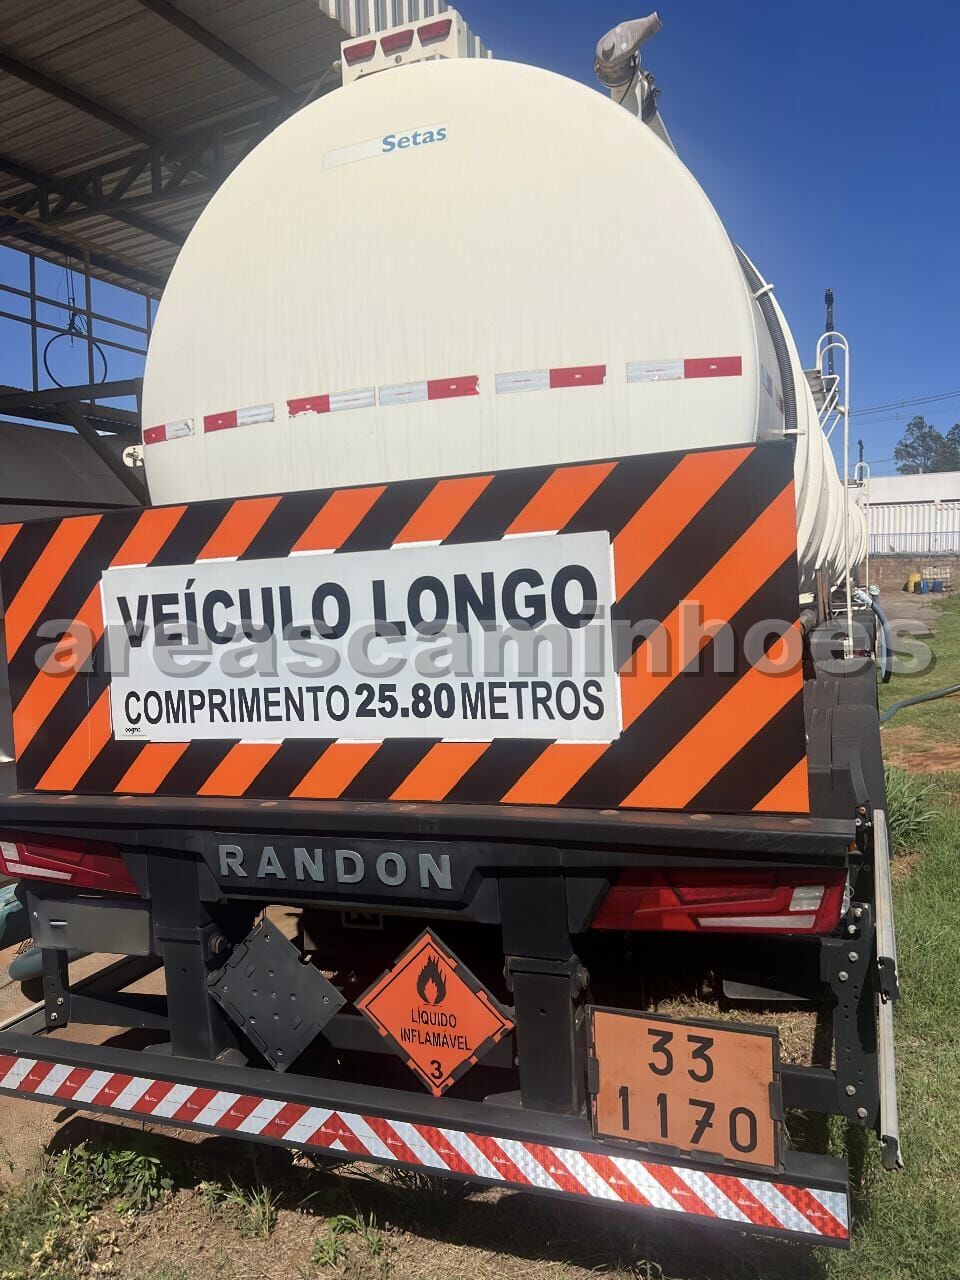 Setas
VEÍCULO LONGO
areascaminhoes
COMPRIMENTO 25.80 METROS
RANDON
LÍQUIDO
INFLAMÁVEL
3
33
1170